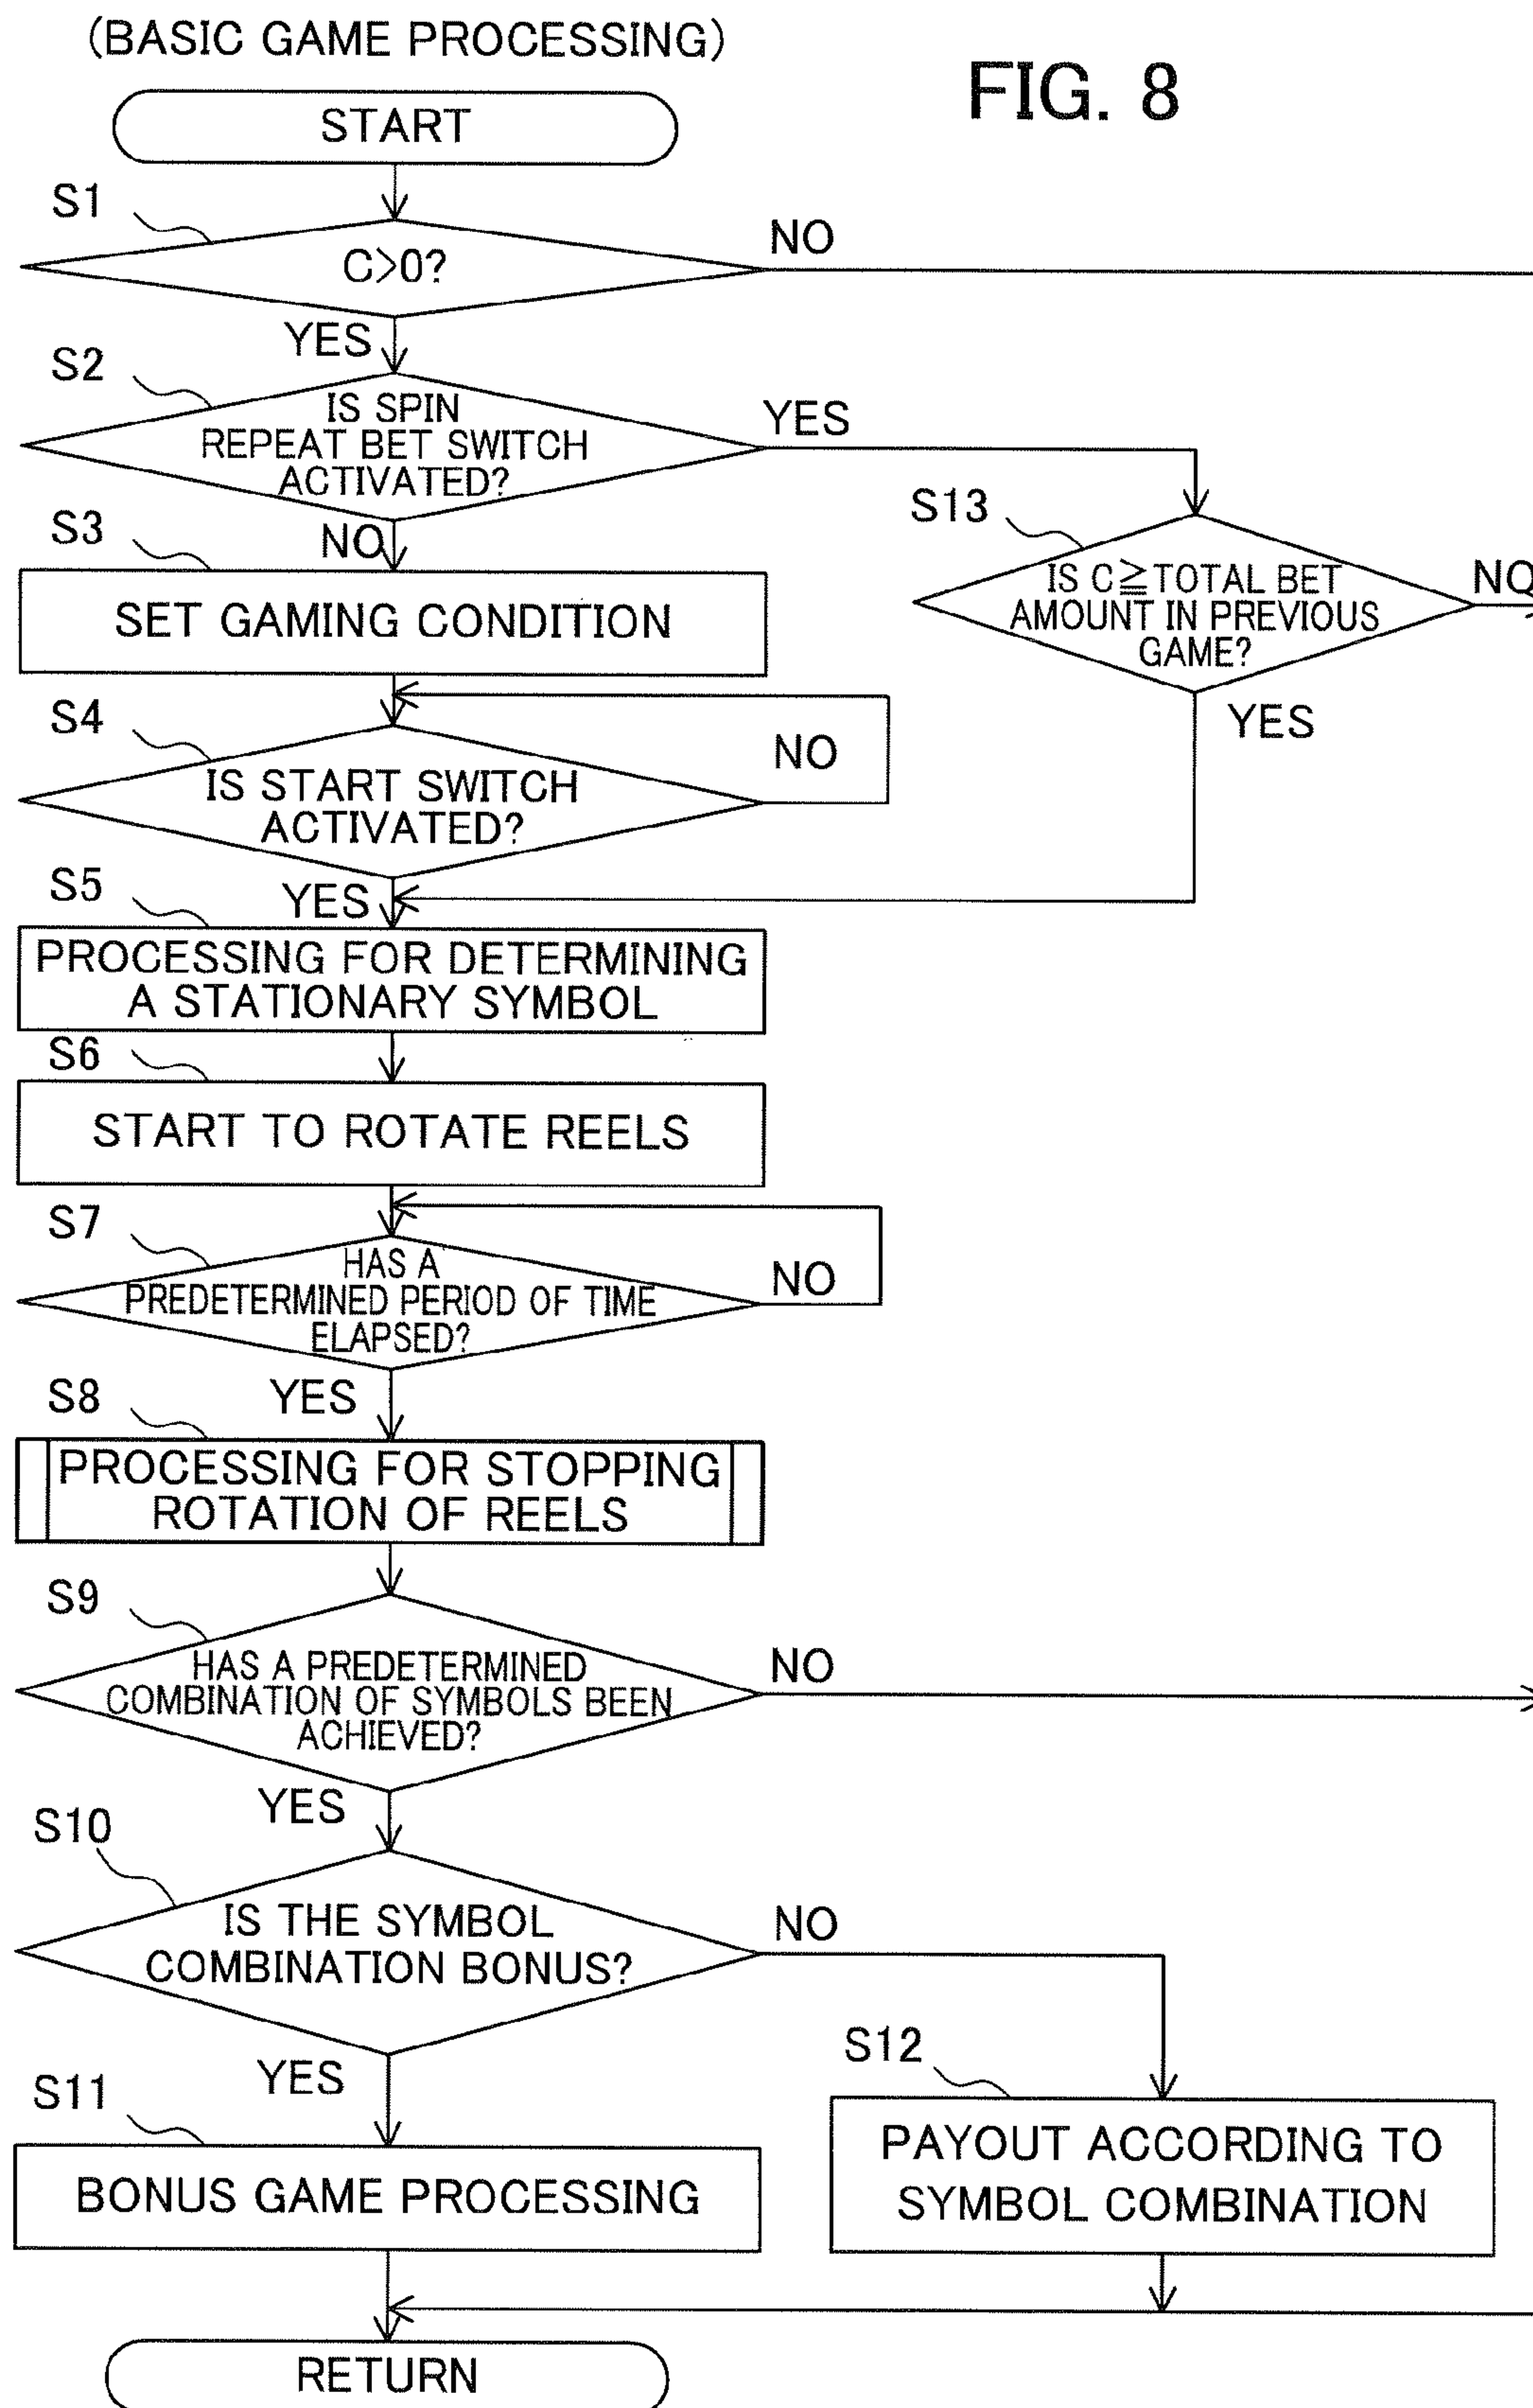 (BASIC GAME PROCESSING)
FIG. 8
START
S1
C>0?
NO
YES
S2
IS SPIN
REPEAT BET SWITCH
ACTIVATED?
YES
NO
S13
IS C≧TOTAL BET
AMOUNT IN PREVIOUS
GAME?
NO
YES
S3
SET GAMING CONDITION
S4
IS START SWITCH
ACTIVATED?
NO
YES
S5
PROCESSING FOR DETERMINING
A STATIONARY SYMBOL
S6
START TO ROTATE REELS
S7
HAS A
PREDETERMINED PERIOD OF TIME
ELAPSED?
NO
YES
S8
PROCESSING FOR STOPPING
ROTATION OF REELS
S9
HAS A PREDETERMINED
COMBINATION OF SYMBOLS BEEN
ACHIEVED?
NO
YES
S10
IS THE SYMBOL
COMBINATION BONUS?
NO
YES
S11
BONUS GAME PROCESSING
S12
PAYOUT ACCORDING TO
SYMBOL COMBINATION
RETURN